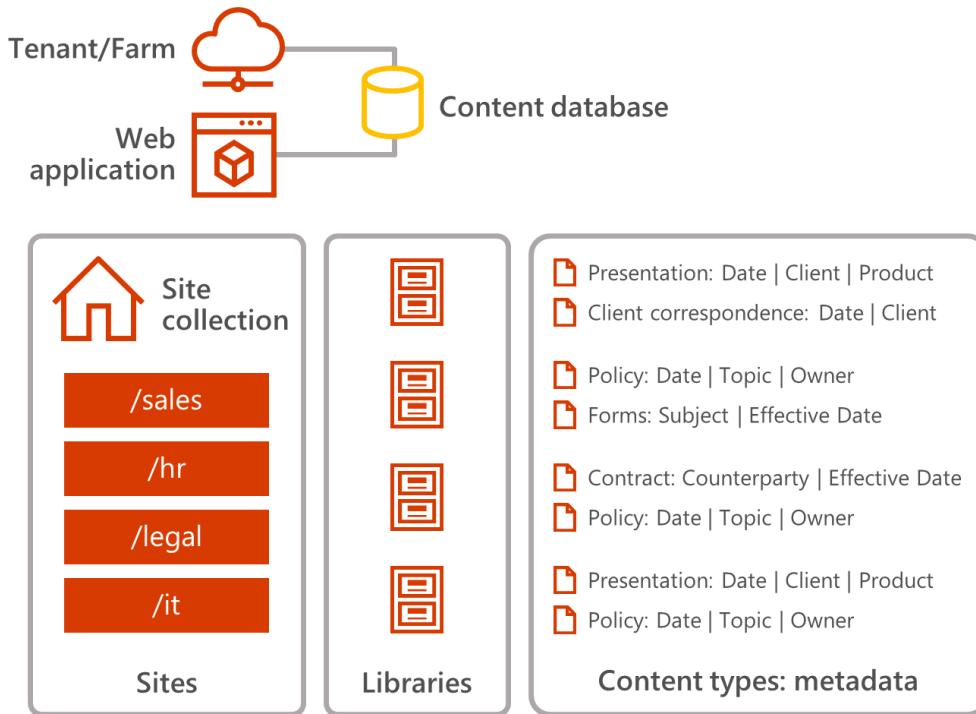 Tenant/Farm
Content database
Web
application
Site
collection
/sales
/hr
/legal
/it
Sites
Libraries
Presentation: Date | Client | Product
Client correspondence: Date | Client
Policy: Date | Topic | Owner
Forms: Subject | Effective Date
Contract: Counterparty | Effective Date
Policy: Date | Topic | Owner
Presentation: Date | Client | Product
Policy: Date | Topic | Owner
Content types: metadata